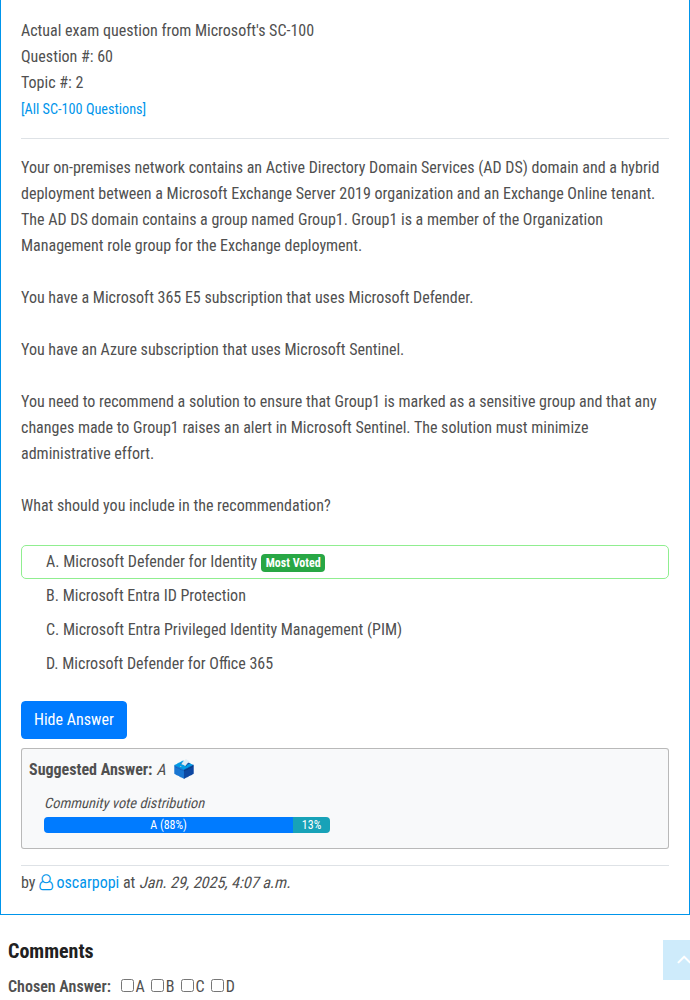 Actual exam question from Microsoft's SC-100
Question #: 60
Topic #: 2
[All SC-100 Questions]
Your on-premises network contains an Active Directory Domain Services (AD DS) domain and a hybrid
deployment between a Microsoft Exchange Server 2019 organization and an Exchange Online tenant.
The AD DS domain contains a group named Group1. Group1 is a member of the Organization
Management role group for the Exchange deployment.
You have a Microsoft 365 E5 subscription that uses Microsoft Defender.
You have an Azure subscription that uses Microsoft Sentinel.
You need to recommend a solution to ensure that Group1 is marked as a sensitive group and that any
changes made to Group1 raises an alert in Microsoft Sentinel. The solution must minimize
administrative effort.
What should you include in the recommendation?
A. Microsoft Defender for Identity Most Voted
B. Microsoft Entra ID Protection
C. Microsoft Entra Privileged Identity Management (PIM)
D. Microsoft Defender for Office 365
Hide Answer
Suggested Answer: A
Community vote distribution
A (88%) 13%
by oscarpopi at Jan. 29, 2025, 4:07 a.m.
Comments
Chosen Answer: A B C D